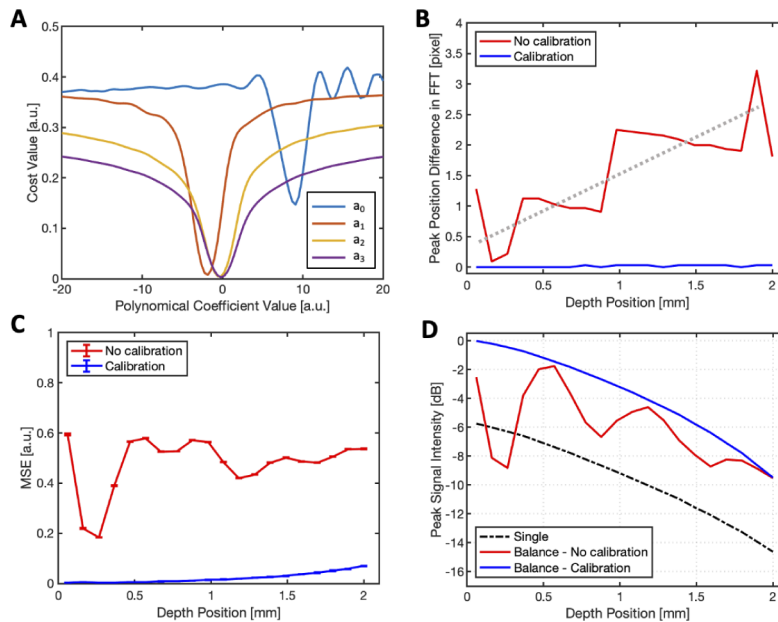 A
Cost Value [a.u.]
0.5
0.4
0.3
0.2
0.1
0
-20
-10
0
10
20
a0
a1
a2
a3
Polynomical Coefficient Value [a.u.]
B
Peak Position Difference in FFT [pixel]
4
3.5
3
2.5
2
1.5
1
0.5
0
No calibration
Calibration
0
0.5
1
1.5
2
Depth Position [mm]
C
MSE [a.u.]
1
0.8
0.6
0.4
0.2
0
No calibration
Calibration
0
0.5
1
1.5
2
Depth Position [mm]
D
Peak Signal Intensity [dB]
0
-2
-4
-6
-8
-10
-12
-14
-16
Single
Balance - No calibration
Balance - Calibration
0
0.5
1
1.5
2
Depth Position [mm]